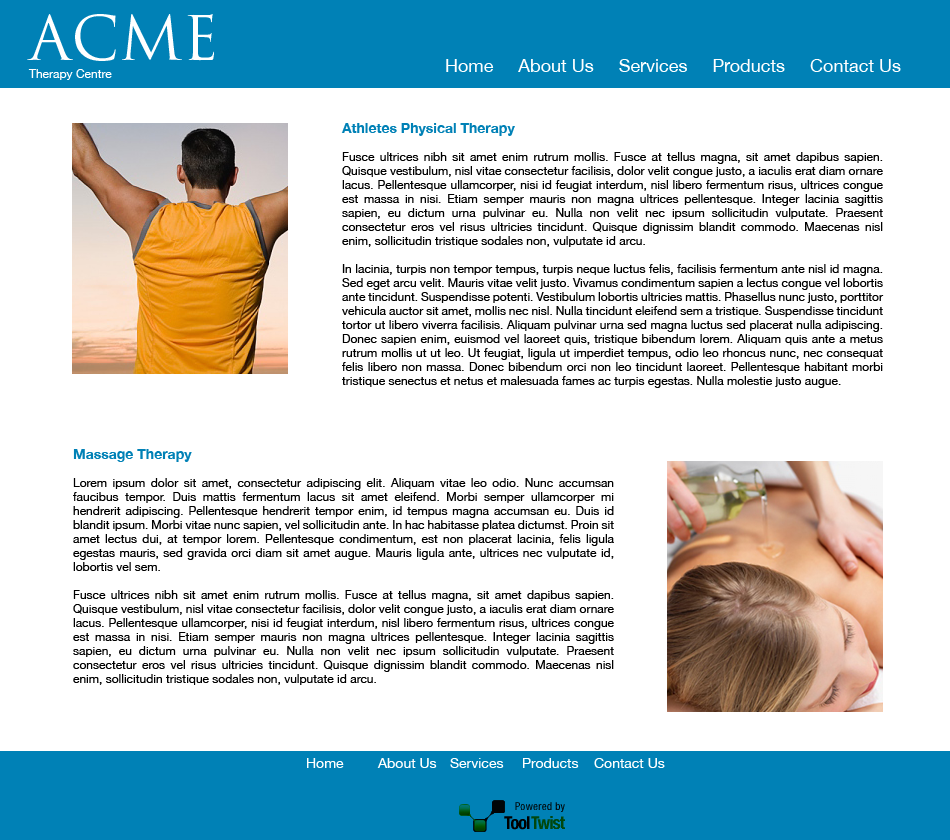 ACME
Therapy Centre
Home About Us Services Products Contact Us
Athletes Physical Therapy
Fusce ultrices nibh sit amet enim rutrum mollis. Fusce at tellus magna, sit amet dapibus sapien.
Quisque vestibulum, nisl vitae consectetur facilisis, dolor velit congue justo, a iaculis erat diam ornare
lacus. Pellentesque ullamcorper, nisi id feugiat interdum, nisl libero fermentum risus, ultrices congue
est massa in nisi. Etiam semper mauris non magna ultrices pellentesque. Integer lacinia sagittis
sapien, eu dictum urna pulvinar eu. Nulla non velit nec ipsum sollicitudin vulputate. Praesent
consectetur eros vel risus ultricies tincidunt. Quisque dignissim blandit commodo. Maecenas nisl
enim, sollicitudin tristique sodales non, vulputate id arcu.
In lacinia, turpis non tempor tempus, turpis neque luctus felis, facilisis fermentum ante nisl id magna.
Sed eget arcu velit. Mauris vitae velit justo. Vivamus condimentum sapien a lectus congue vel lobortis
ante tincidunt. Suspendisse potenti. Vestibulum lobortis ultricies mattis. Phasellus nunc justo, porttitor
vehicula auctor sit amet, mollis nec nisl. Nulla tincidunt eleifend sem a tristique. Suspendisse tincidunt
tortor ut libero viverra facilisis. Aliquam pulvinar urna sed magna luctus sed placerat nulla adipiscing.
Donec sapien enim, euismod vel laoreet quis, tristique bibendum lorem. Aliquam quis ante a metus
rutrum mollis ut ut leo. Ut feugiat, ligula ut imperdiet tempus, odio leo rhoncus nunc, nec consequat
felis libero non massa. Donec bibendum orci non leo tincidunt laoreet. Pellentesque habitant morbi
tristique senectus et netus et malesuada fames ac turpis egestas. Nulla molestie justo augue.
Massage Therapy
Lorem ipsum dolor sit amet, consectetur adipiscing elit. Aliquam vitae leo odio. Nunc accumsan
faucibus tempor. Duis mattis fermentum lacus sit amet eleifend. Morbi semper ullamcorper mi
hendrerit adipiscing. Pellentesque hendrerit tempor enim, id tempus magna accumsan eu. Duis id
blandit ipsum. Morbi vitae nunc sapien, vel sollicitudin ante. In hac habitasse platea dictumst. Proin sit
amet lectus dui, at tempor lorem. Pellentesque condimentum, est non placerat lacinia, felis ligula
egestas mauris, sed gravida orci diam sit amet augue. Mauris ligula ante, ultrices nec vulputate id,
lobortis vel sem.
Fusce ultrices nibh sit amet enim rutrum mollis. Fusce at tellus magna, sit amet dapibus sapien.
Quisque vestibulum, nisl vitae consectetur facilisis, dolor velit congue justo, a iaculis erat diam ornare
lacus. Pellentesque ullamcorper, nisi id feugiat interdum, nisl libero fermentum risus, ultrices congue
est massa in nisi. Etiam semper mauris non magna ultrices pellentesque. Integer lacinia sagittis
sapien, eu dictum urna pulvinar eu. Nulla non velit nec ipsum sollicitudin vulputate. Praesent
consectetur eros vel risus ultricies tincidunt. Quisque dignissim blandit commodo. Maecenas nisl
enim, sollicitudin tristique sodales non, vulputate id arcu.
Home About Us Services Products Contact Us
Powered by
ToolTwist